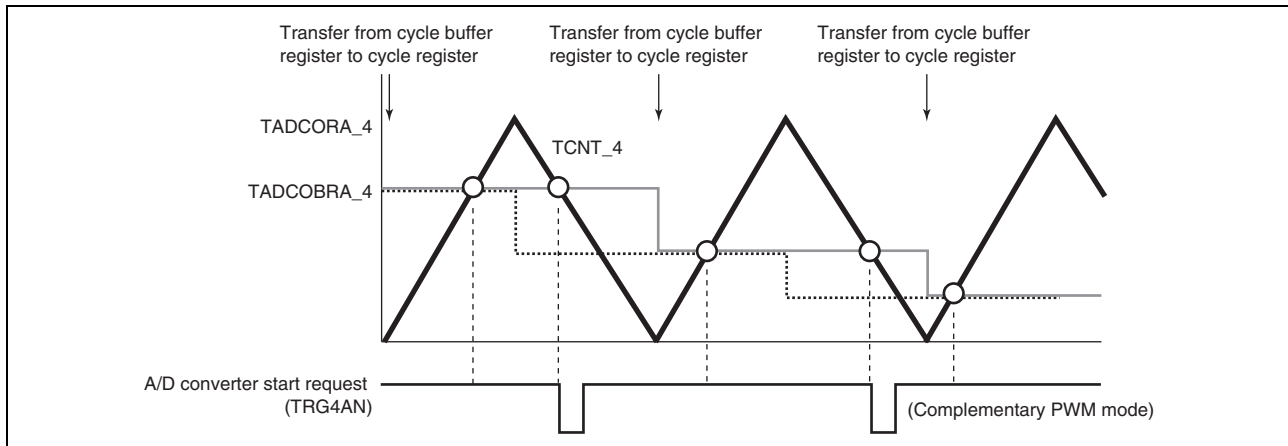 Transfer from cycle buffer
register to cycle register
Transfer from cycle buffer
register to cycle register
Transfer from cycle buffer
register to cycle register
TADCORA_4
TCNT_4
TADCOBRA_4
A/D converter start request
(TRG4AN)
(Complementary PWM mode)